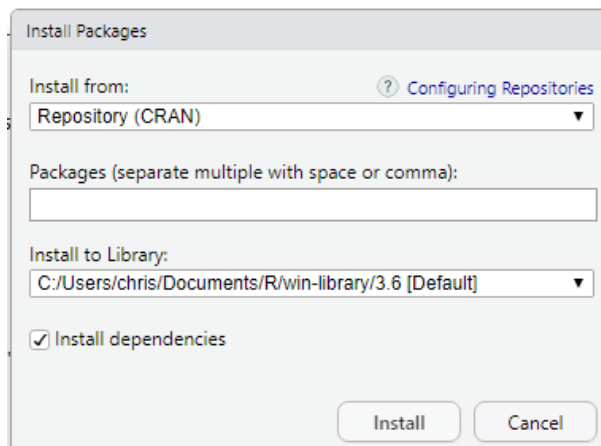 Install Packages
Install from:
? Configuring Repositories
Repository (CRAN)
Packages (separate multiple with space or comma):
Install to Library:
C:/Users/chris/Documents/R/win-library/3.6 [Default]
Install dependencies
Install
Cancel